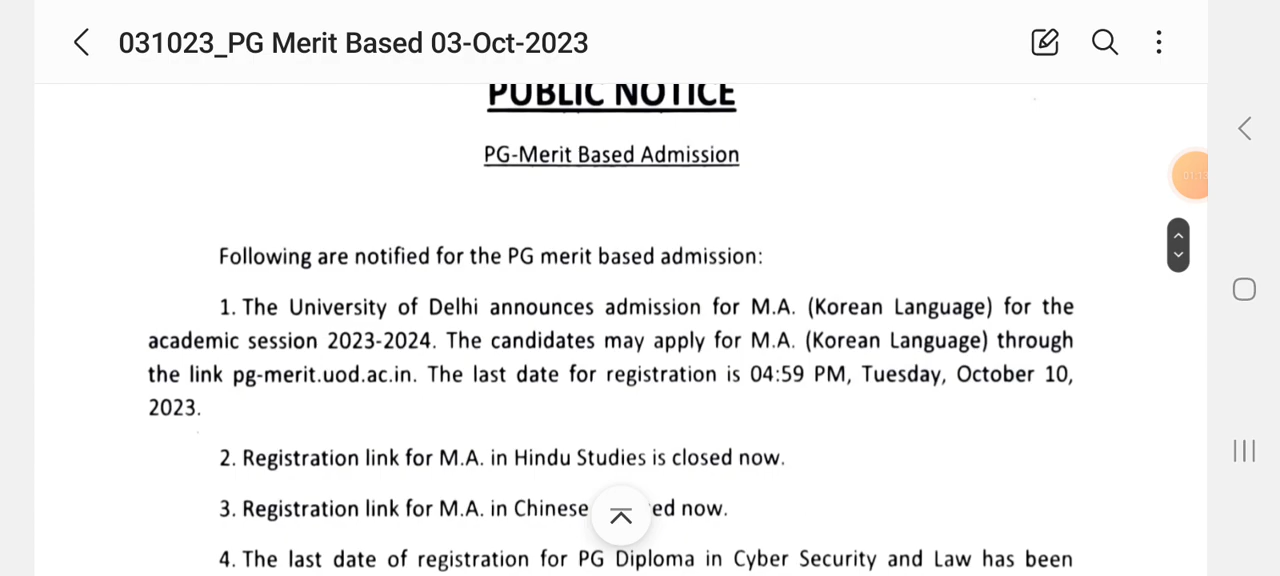 031023_PG Merit Based 03-Oct-2023
PUBLIC NOTICE
PG-Merit Based Admission
Following are notified for the PG merit based admission:
1. The University of Delhi announces admission for M.A. (Korean Language) for the
academic session 2023-2024. The candidates may apply for M.A. (Korean Language) through
the link pg-merit.uod.ac.in. The last date for registration is 04:59 PM, Tuesday, October 10,
2023.
2. Registration link for M.A. in Hindu Studies is closed now.
3. Registration link for M.A. in Chinese ed now.
4. The last date of registration for PG Diploma in Cyber Security and Law has been